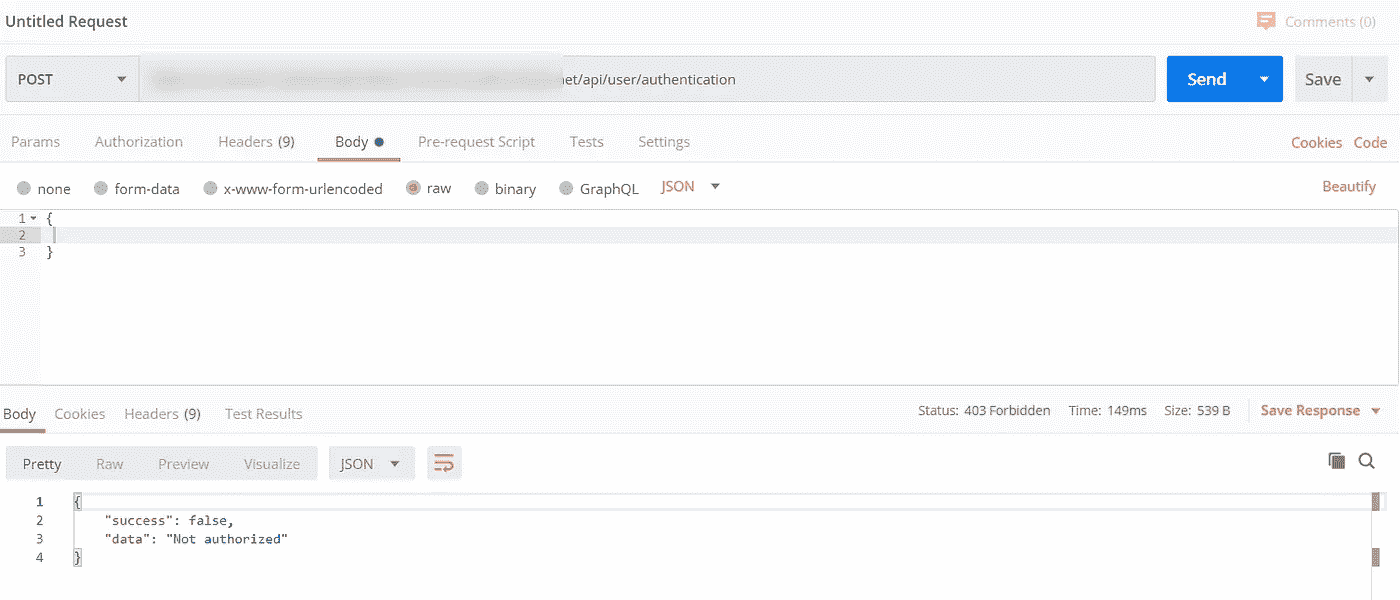 Untitled Request
Comments (0)
POST
net/api/user/authentication
Send
Save
Params Authorization Headers (9) Body Pre-request Script Tests Settings Cookies Code
none form-data x-www-form-urlencoded raw binary GraphQL JSON Beautify
1 {
2
3 }
Body Cookies Headers (9) Test Results Status: 403 Forbidden Time: 149ms Size: 539 B Save Response
Pretty Raw Preview Visualize JSON
1 {
2 "success": false,
3 "data": "Not authorized"
4 }